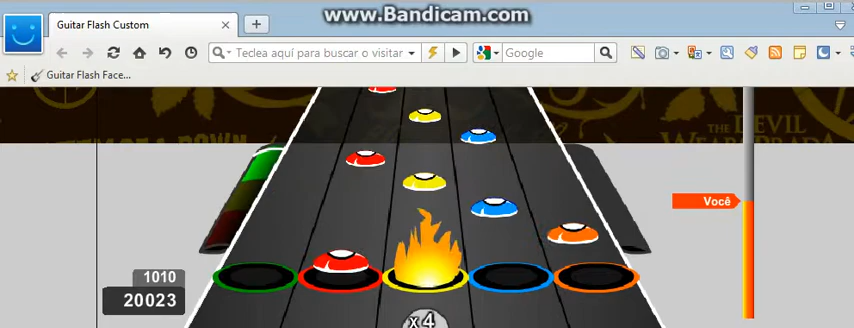 www.Bandicam.com
Guitar Flash Custom
Teclea aquí para buscar o visitar
Google
Guitar Flash Face...
THE DEVIL
WEARS PRADA
Você
1010
20023
x4